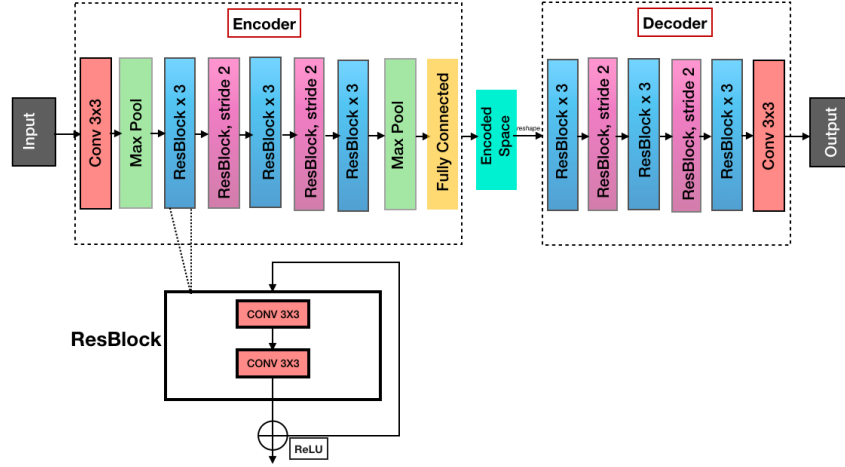 Encoder
Decoder
Input
Conv 3x3
Max Pool
ResBlock x 3
ResBlock, stride 2
ResBlock x 3
ResBlock, stride 2
ResBlock x 3
Max Pool
Fully Connected
Encoded
Space
reshape
ResBlock x 3
ResBlock, stride 2
ResBlock x 3
ResBlock, stride 2
ResBlock x 3
Conv 3x3
Output
ResBlock
CONV 3X3
CONV 3X3
ReLU